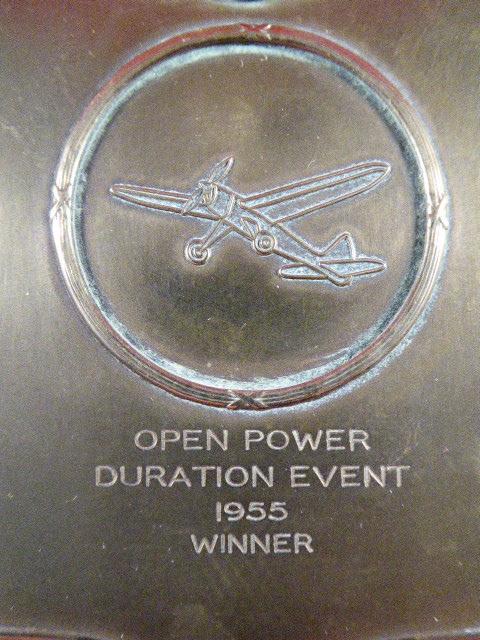 OPEN POWER
DURATION EVENT
1955
WINNER